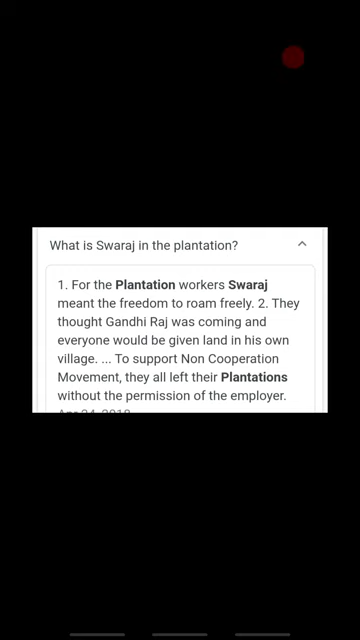 What is Swaraj in the plantation?
1. For the Plantation workers Swaraj
meant the freedom to roam freely. 2. They
thought Gandhi Raj was coming and
everyone would be given land in his own
village. ... To support Non Cooperation
Movement, they all left their Plantations
without the permission of the employer.